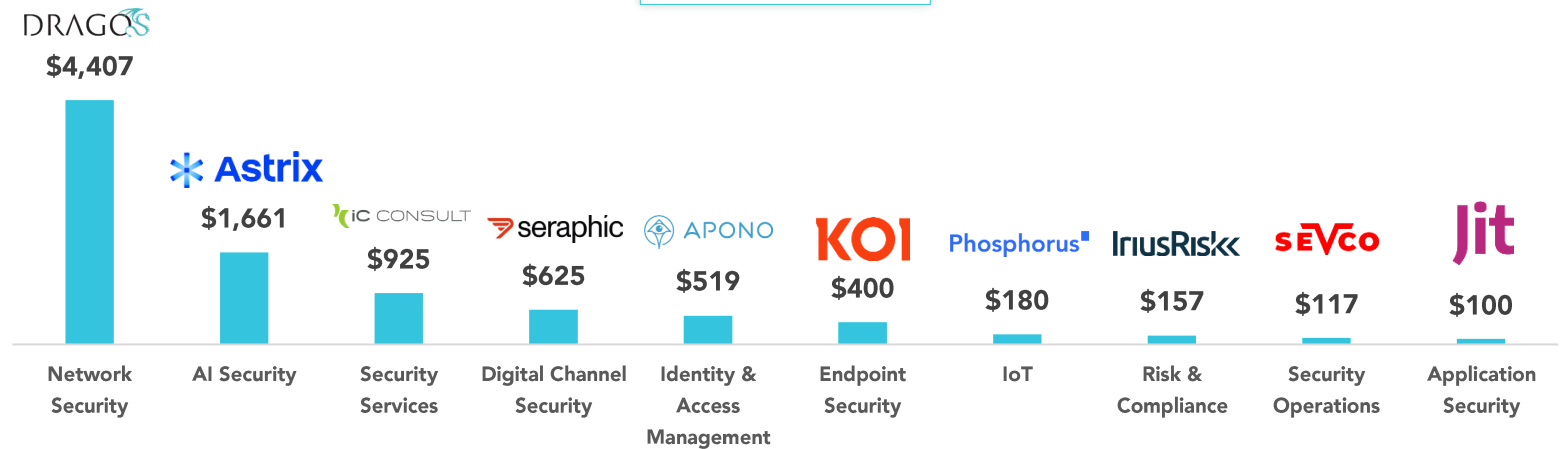 DRAGOS
$4,407
Astrix
$1,661
iC CONSULT
$925
seraphic
$625
APONO
$519
KOI
$400
Phosphorus
$180
IriusRisk
$157
SEVCO
$117
Jit
$100
Network
Security
AI Security
Security
Services
Digital Channel
Security
Identity &
Access
Management
Endpoint
Security
IoT
Risk &
Compliance
Security
Operations
Application
Security